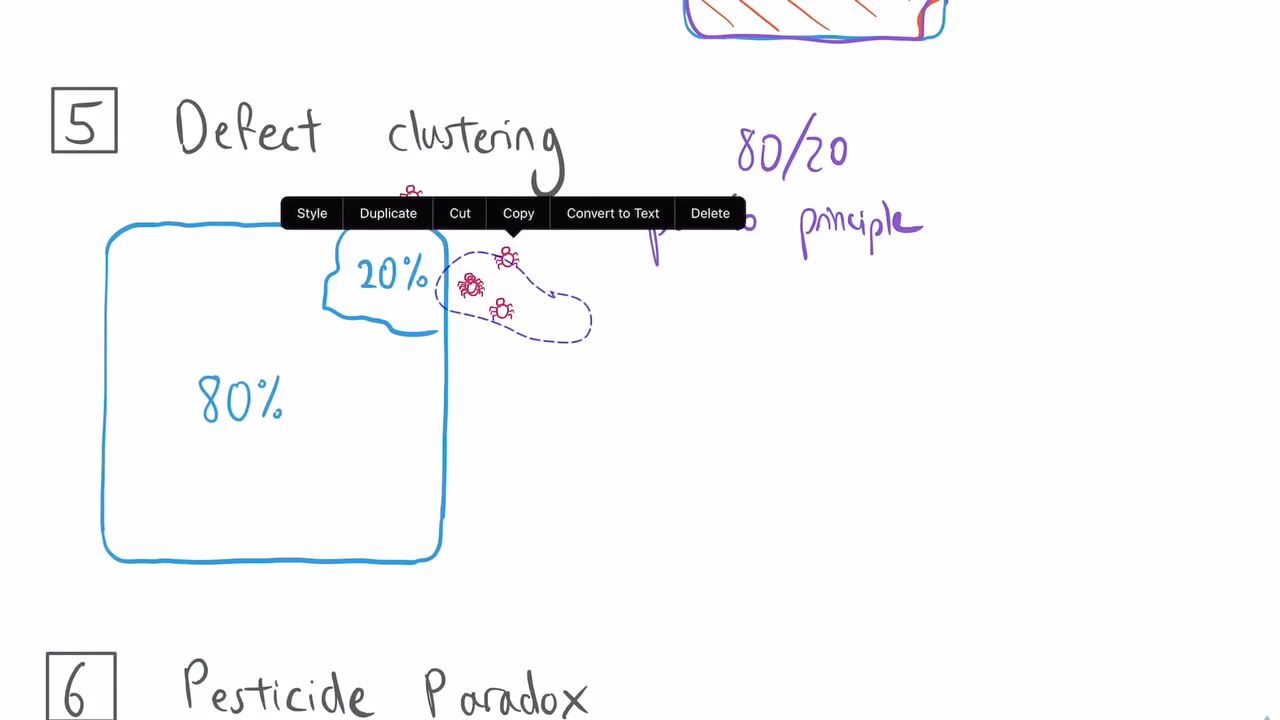 5 Defect clustering
80/20
Style Duplicate Cut Copy Convert to Text Delete
principle
20%
80%
6 Pesticide Paradox